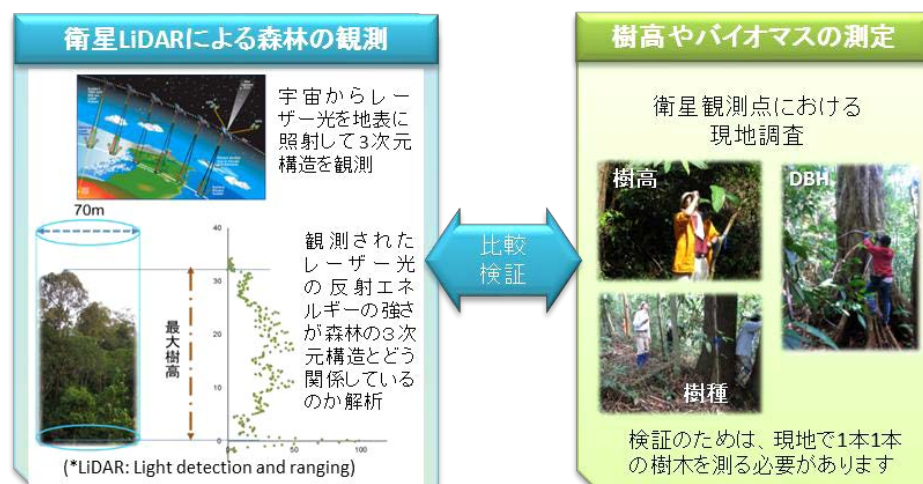 衛星LiDARによる森林の観測
宇宙からレー
ザー光を地表に
照射して3次元
構造を観測
70m
40
30
20
10
0
0
50
100
最大樹高
観測された
レーザー光
の反射エネ
ルギーの強さ
が森林の3次
元構造とどう
関係している
のか解析
(*LiDAR: Light detection and ranging)
比較
検証
樹高やバイオマスの測定
衛星観測点における
現地調査
樹高
DBH
樹種
検証のためは、現地で1本1本
の樹木を測る必要があります